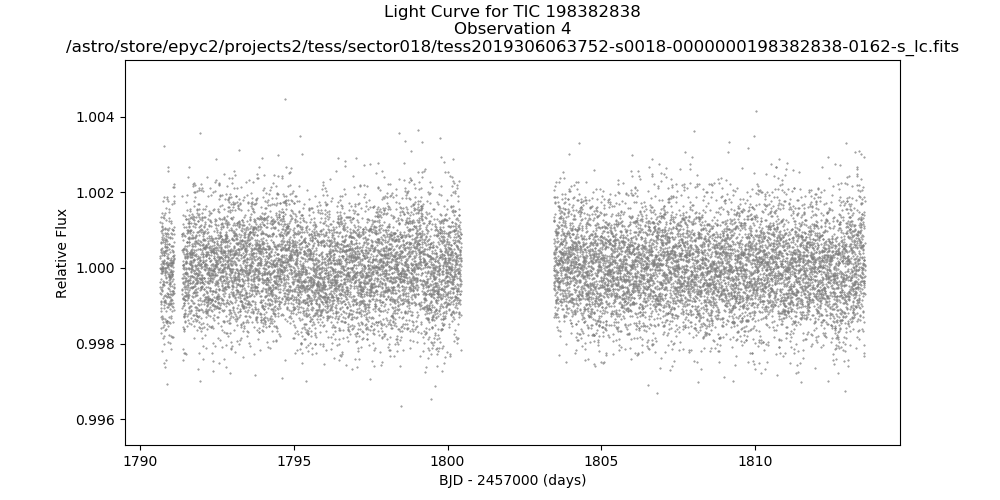 Light Curve for TIC 198382838
Observation 4
/astro/store/epyc2/projects2/tess/sector018/tess2019306063752-s0018-0000000198382838-0162-s_lc.fits
1.004
1.002
1.000
0.998
0.996
Relative Flux
1790
1795
1800
1805
1810
BJD - 2457000 (days)